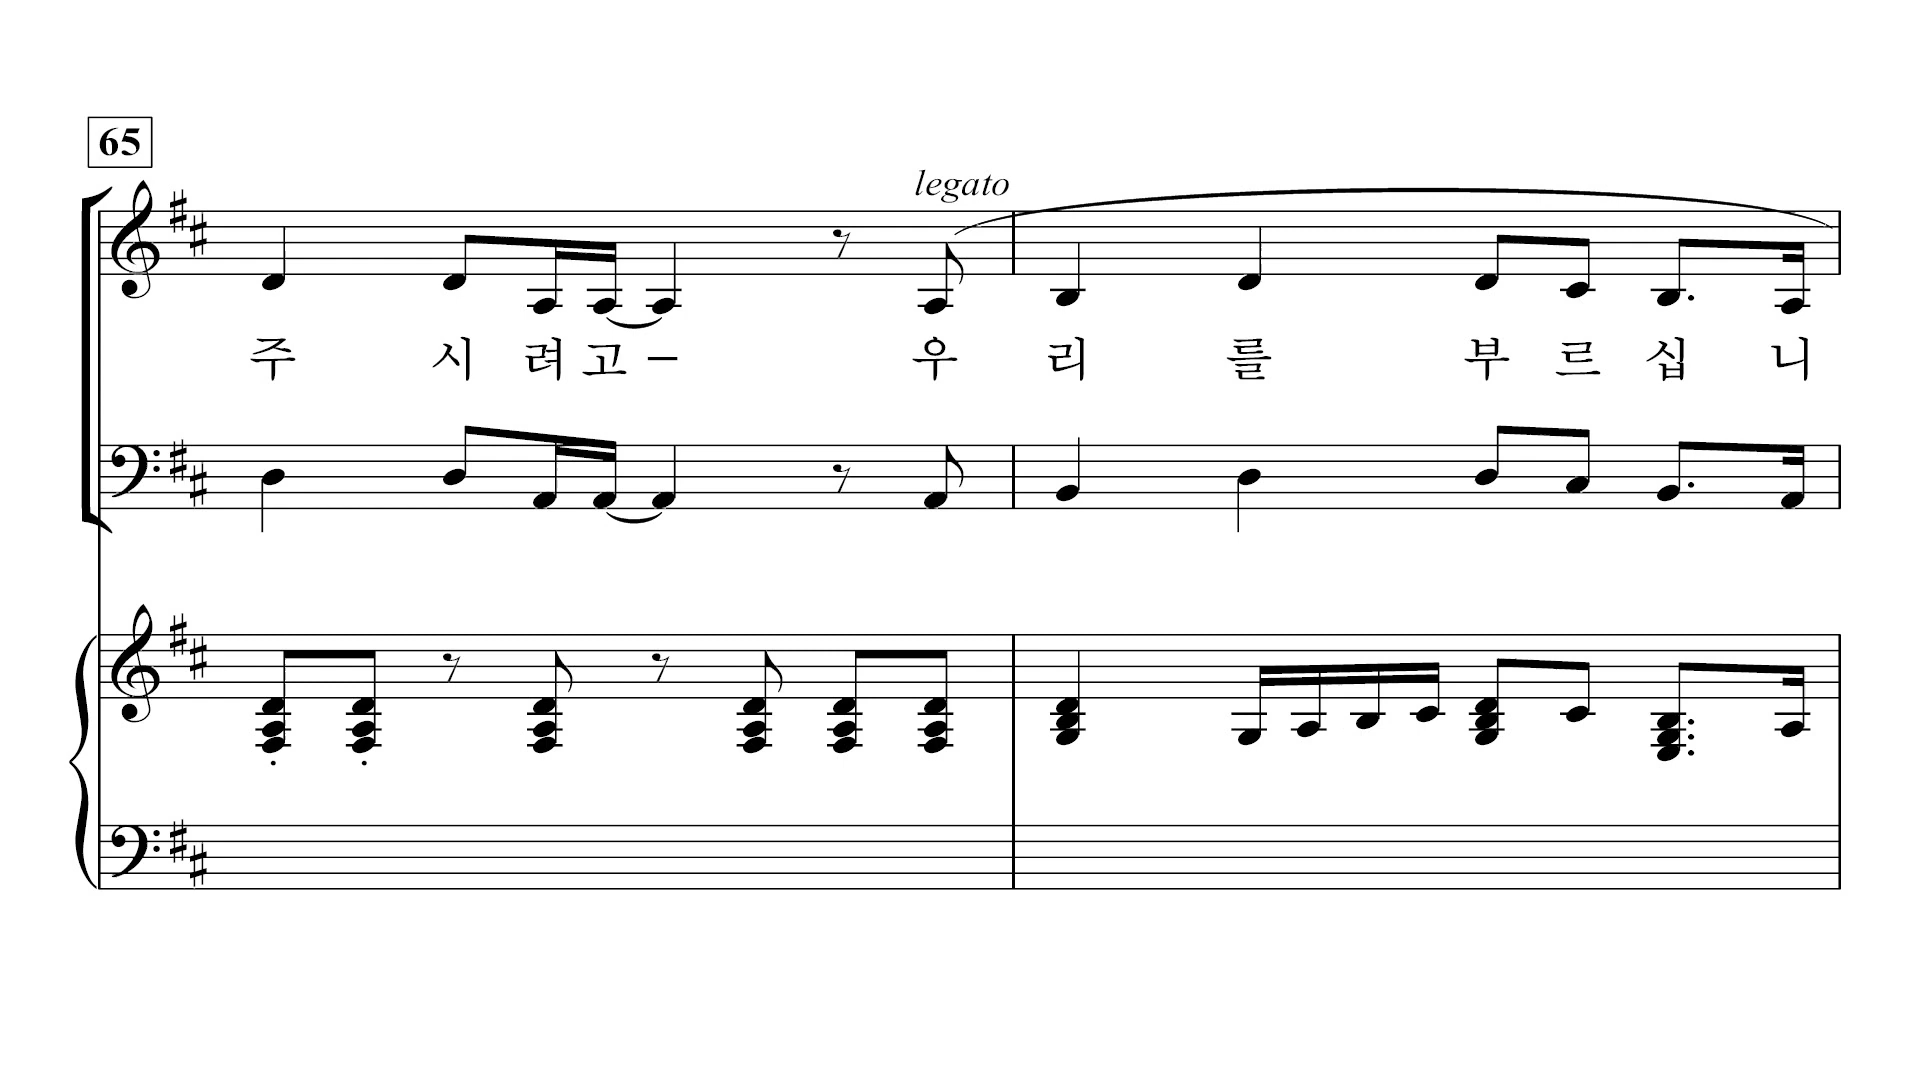 65
legato
주 시 려 고 – 우 리 를 부 르 십 니